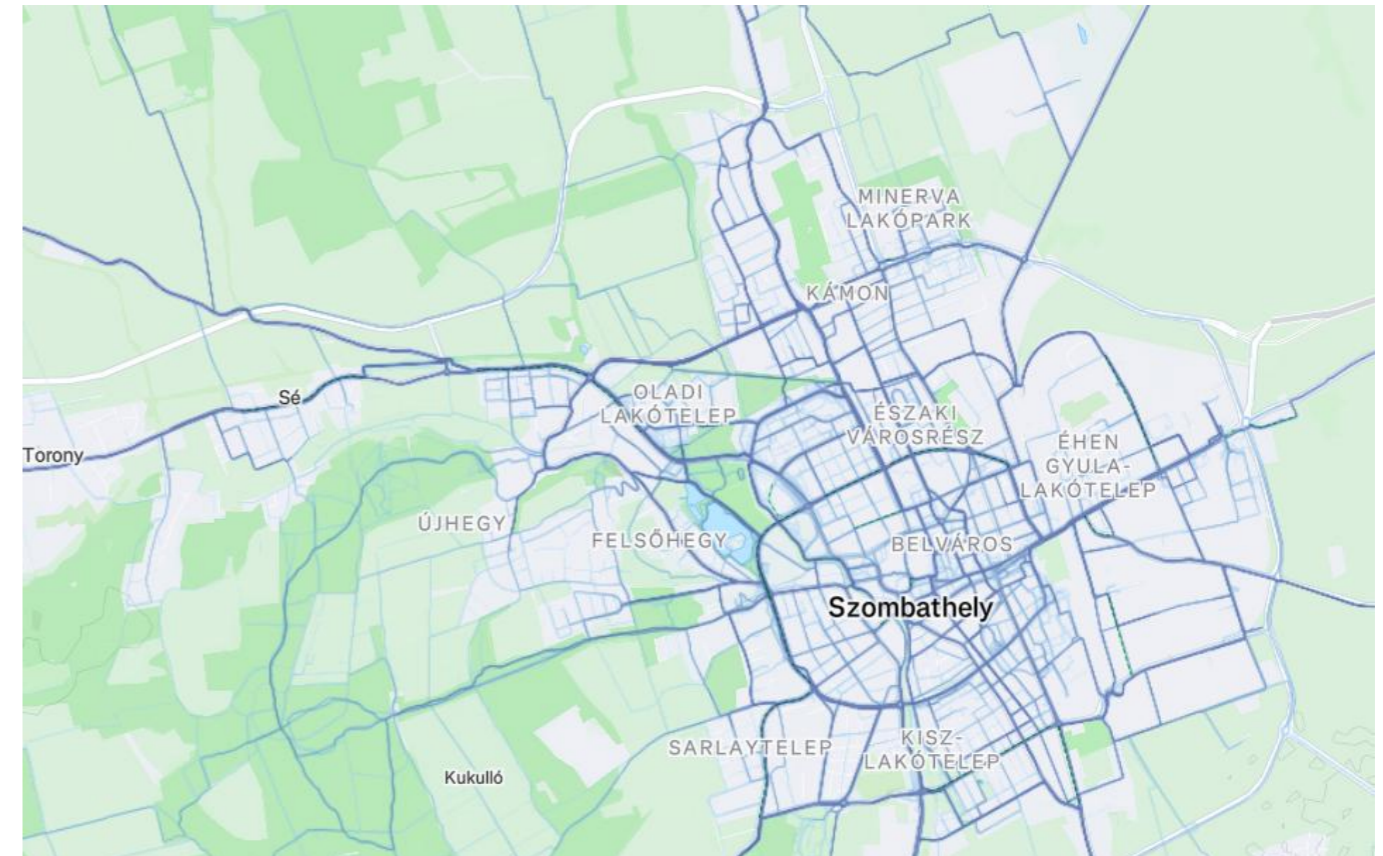 MINERVA
LAKÓPARK
KÁMON
Sé
OLADI
LAKÓTELEP
ÉSZAKI
VÁROSRÉSZ
Torony
ÉHEN
GYULA-
LAKÓTELEP
ÚJHEGY
FELSŐHEGY
BELVÁROS
Szombathely
SARLAYTELEP
KISZ-
LAKÓTELEP
Kukulló